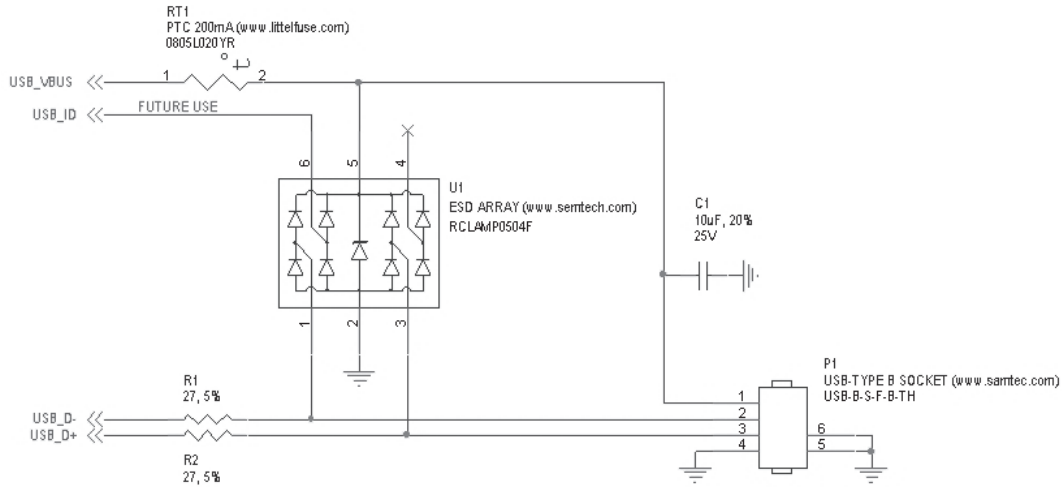 RT1
PTC 200mA (www.littelfuse.com)
0805L020YR
t
USB_VBUS
1
2
USB_ID
FUTURE USE
6
5
4
U1
ESD ARRAY (www.semtech.com)
RCLAMP0504F
C1
10uF, 20%
25V
1
2
3
P1
USB-TYPE B SOCKET (www.samtec.com)
USB-B-S-F-B-TH
R1
27, 5%
USB_D-
USB_D+
R2
27, 5%
1
2
3
4
6
5